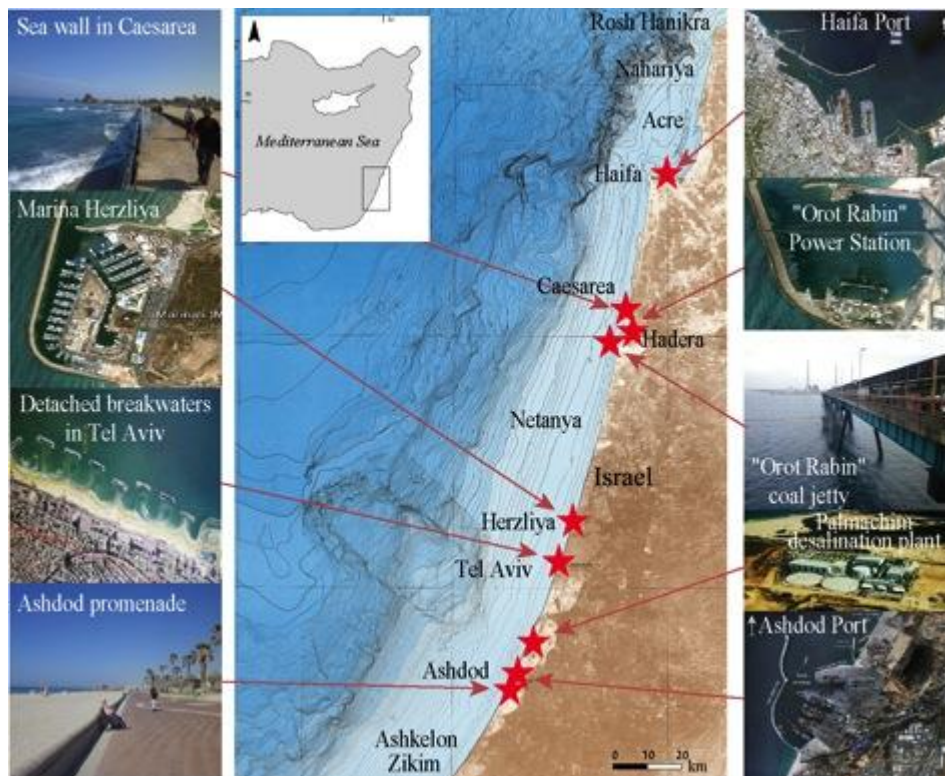 Sea wall in Caesarea
Marina Herzliya
Detached breakwaters
in Tel Aviv
Ashdod promenade
Mediterranean Sea
Rosh Hanikra
Nahariya
Acre
Haifa
Caesarea
Hadera
Netanya
Israel
Herzliya
Tel Aviv
Ashdod
Ashkelon
Zikim
0 10 20
km
Haifa Port
"Orot Rabin"
Power Station
"Orot Rabin"
coal jetty
Palmachim
desalination plant
Ashdod Port